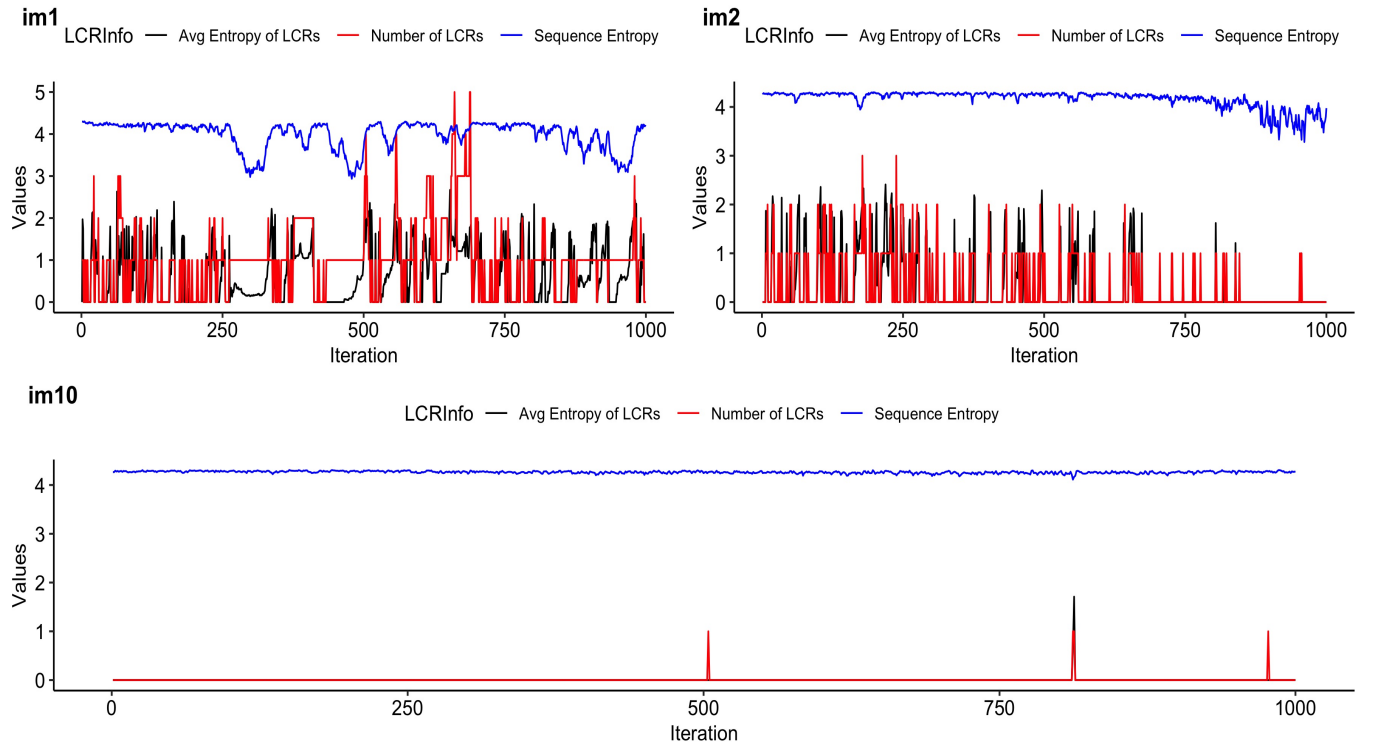 im1
LCRInfo Avg Entropy of LCRs Number of LCRs Sequence Entropy
5
4
3
2
1
0
Values
0 250 500 750 1000
Iteration
im2
LCRInfo Avg Entropy of LCRs Number of LCRs Sequence Entropy
4
3
2
1
0
Values
0 250 500 750 1000
Iteration
im10
LCRInfo Avg Entropy of LCRs Number of LCRs Sequence Entropy
4
3
2
1
0
Values
0 250 500 750 1000
Iteration